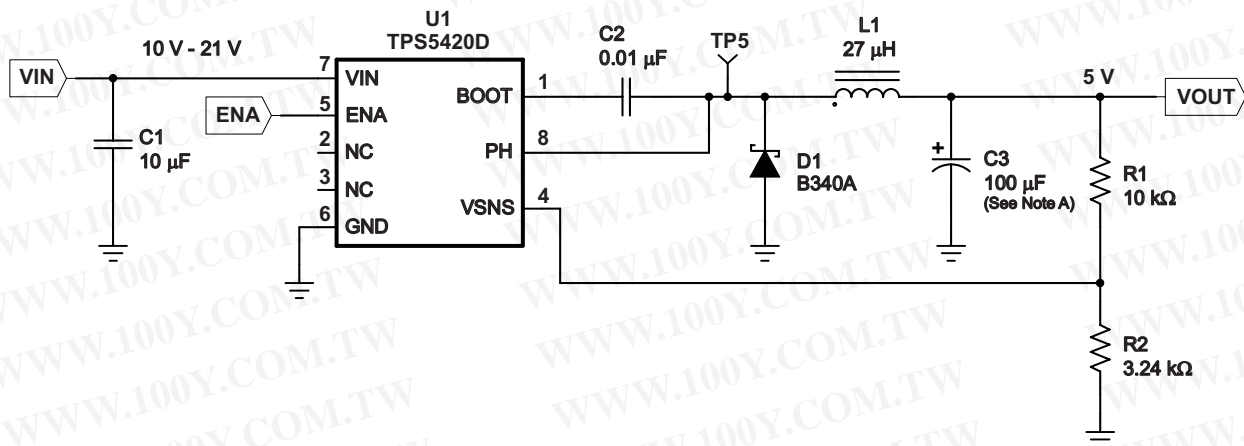 U1
TPS5420D
10 V - 21 V
VIN
ENA
C1
10 μF
7
5
2
3
6
VIN
ENA
NC
NC
GND
BOOT
PH
VSNS
1
8
4
C2
0.01 μF
TP5
L1
27 μH
D1
B340A
C3
100 μF
(See Note A)
5 V
VOUT
R1
10 kΩ
R2
3.24 kΩ
WWW.100Y.COM.TW